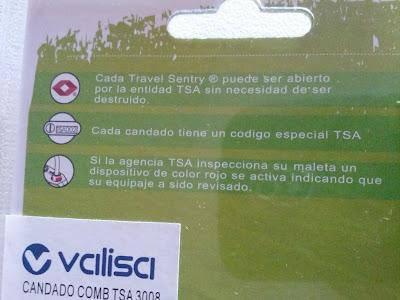 Cada Travel Sentry ® puede ser abierto
por la entidad TSA sin necesidad de ser
destruido.
Cada candado tiene un codigo especial TSA
Si la agencia TSA inspecciona su maleta un
dispositivo de color rojo se activa indicando que
su equipaje a sido revisado.
valisa
CANDADO COMB TSA 3008